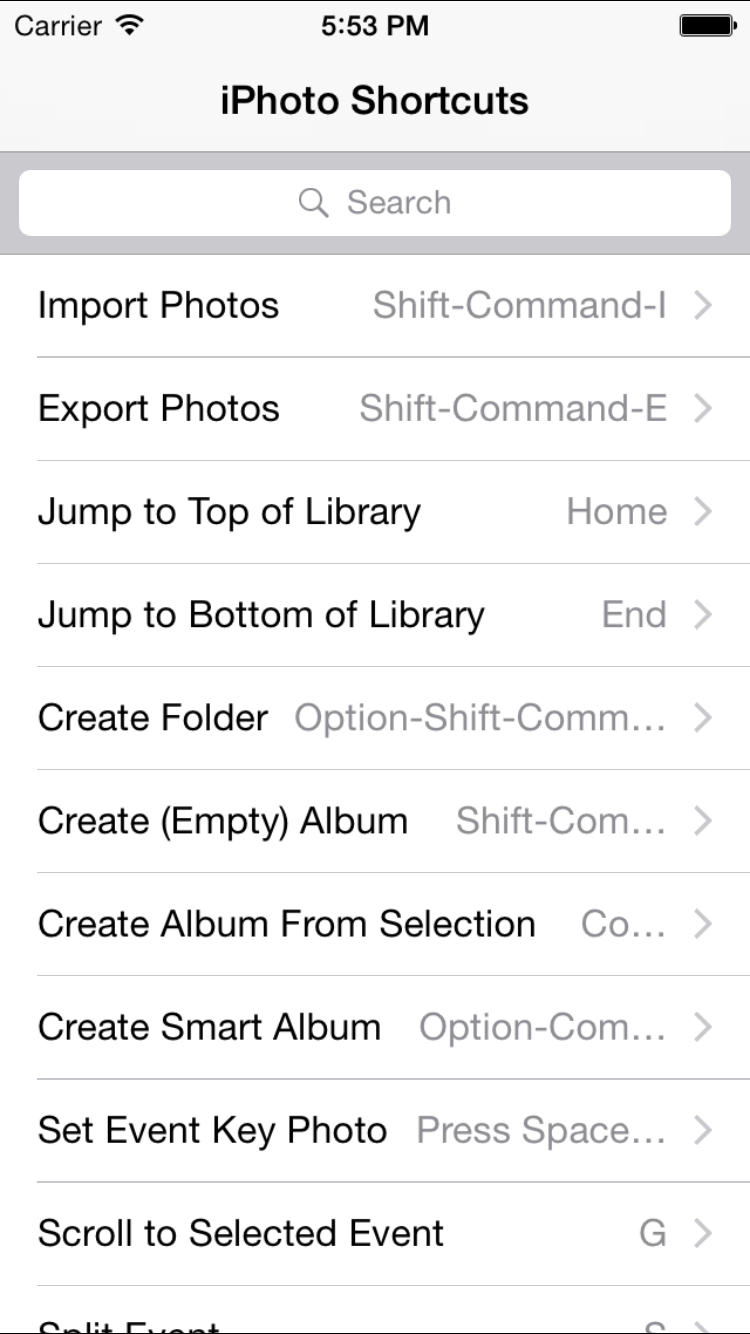 Carrier 5:53 PM
iPhoto Shortcuts
Search
Import Photos Shift-Command-I
Export Photos Shift-Command-E
Jump to Top of Library Home
Jump to Bottom of Library End
Create Folder Option-Shift-Comm...
Create (Empty) Album Shift-Com...
Create Album From Selection Co...
Create Smart Album Option-Com...
Set Event Key Photo Press Space...
Scroll to Selected Event G
Split Event S